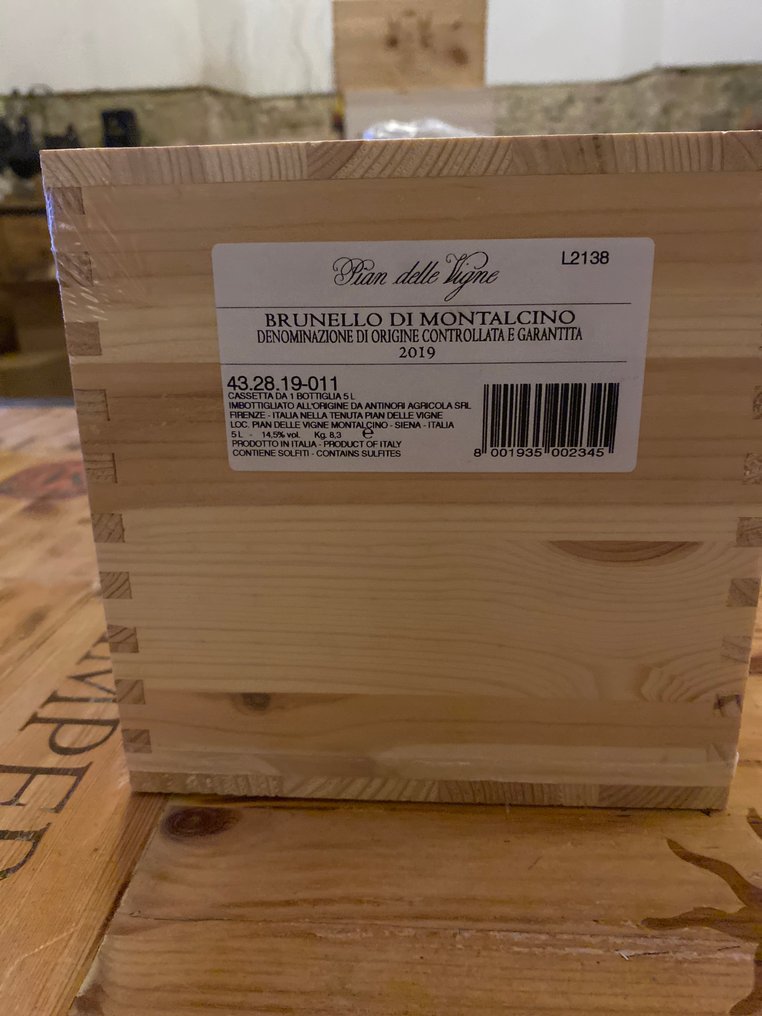 Pian delle Vigne
L2138
BRUNELLO DI MONTALCINO
DENOMINAZIONE DI ORIGINE CONTROLLATA E GARANTITA
2019
43.28.19-011
CASSETTA DA 1 BOTTIGLIA 5 L
IMBOTTIGLIATO ALL'ORIGINE DA ANTINORI AGRICOLA SRL
FIRENZE - ITALIA NELLA TENUTA PIAN DELLE VIGNE
LOC. PIAN DELLE VIGNE MONTALCINO - SIENA - ITALIA
5 L - 14,5% vol. Kg. 8,3 ℮
PRODOTTO IN ITALIA - PRODUCT OF ITALY
CONTIENE SOLFITI - CONTAINS SULFITES
8 001935 002345
IMPER